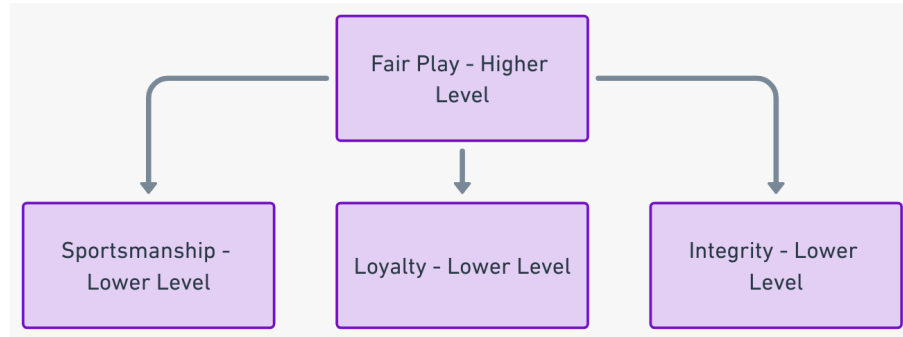 Fair Play - Higher
Level
Sportsmanship -
Lower Level
Loyalty - Lower Level
Integrity - Lower
Level